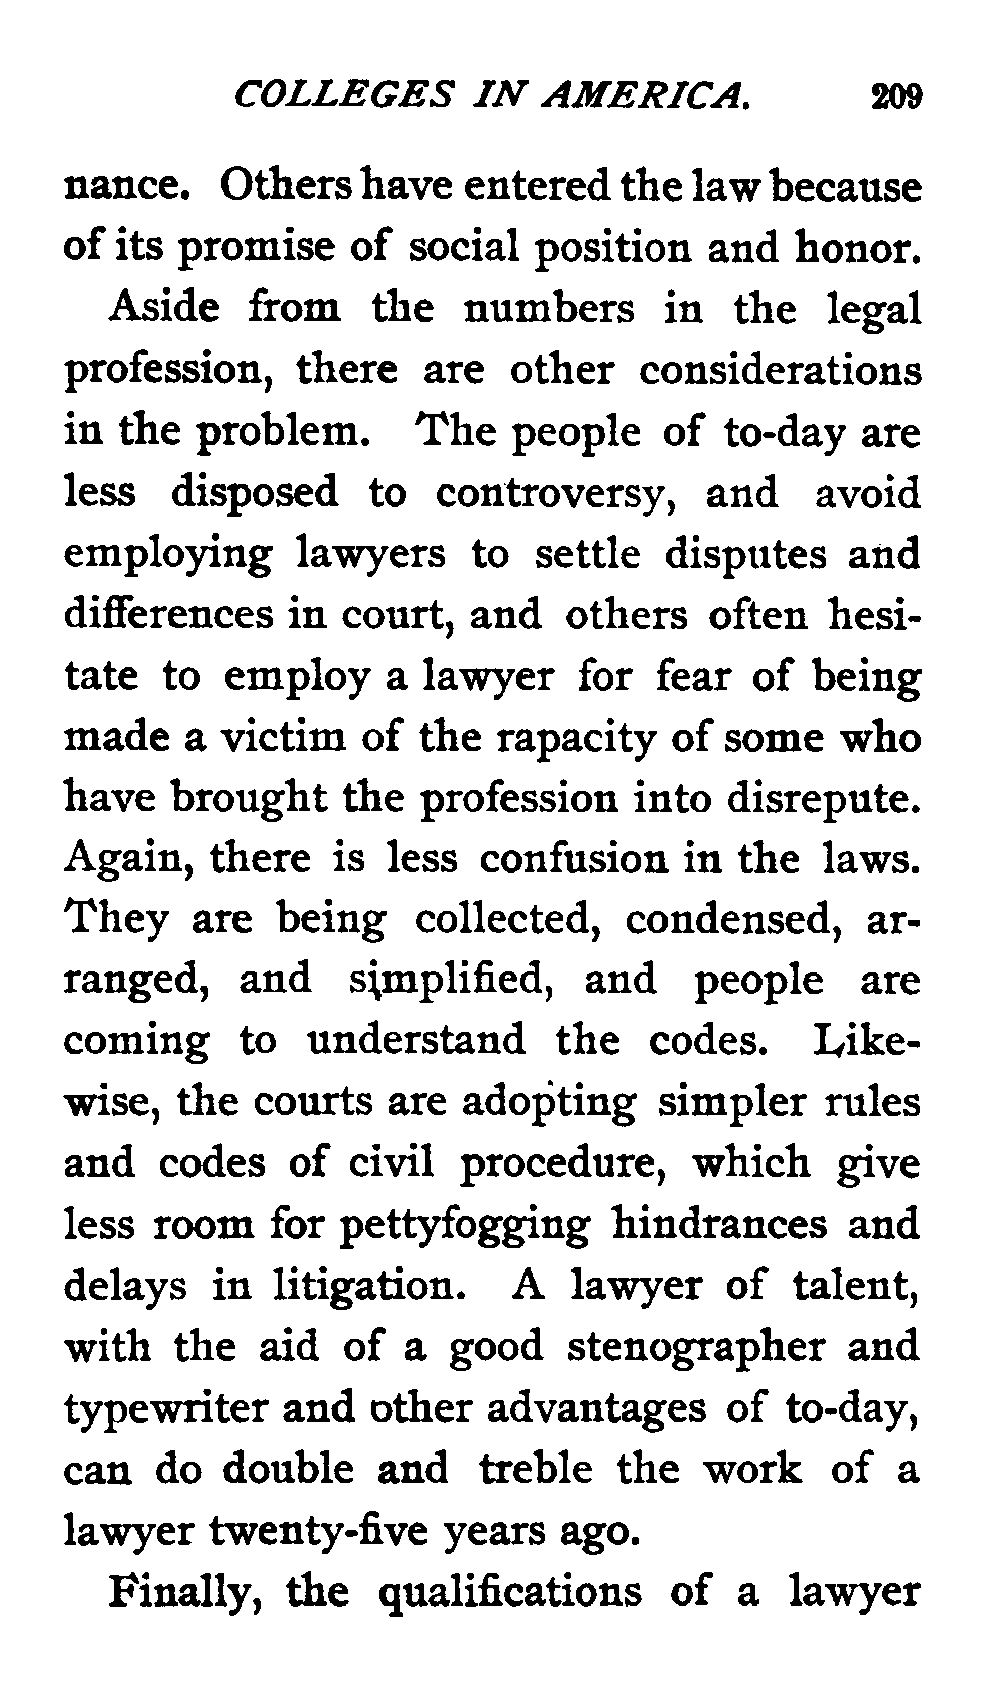 COLLEGES IN AMERICA. 209
nance. Others have entered the law because
of its promise of social position and honor.
Aside from the numbers in the legal
profession, there are other considerations
in the problem. The people of to-day are
less disposed to controversy, and avoid
employing lawyers to settle disputes and
differences in court, and others often hesi-
tate to employ a lawyer for fear of being
made a victim of the rapacity of some who
have brought the profession into disrepute.
Again, there is less confusion in the laws.
They are being collected, condensed, ar-
ranged, and simplified, and people are
coming to understand the codes. Like-
wise, the courts are adopting simpler rules
and codes of civil procedure, which give
less room for pettyfogging hindrances and
delays in litigation. A lawyer of talent,
with the aid of a good stenographer and
typewriter and other advantages of to-day,
can do double and treble the work of a
lawyer twenty-five years ago.
Finally, the qualifications of a lawyer